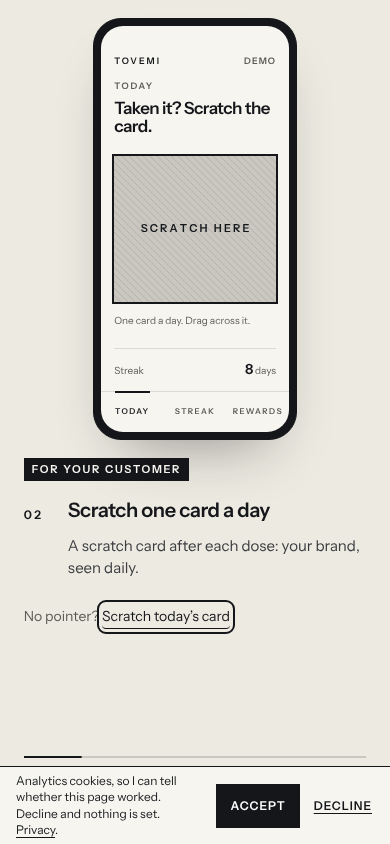 TOVEMI DEMO
TODAY
Taken it? Scratch the
card.
SCRATCH HERE
One card a day. Drag across it.
Streak 8 days
TODAY STREAK REWARDS
FOR YOUR CUSTOMER
02 Scratch one card a day
A scratch card after each dose: your brand,
seen daily.
No pointer? Scratch today’s card
Analytics cookies, so I can tell
whether this page worked.
Decline and nothing is set.
Privacy.
ACCEPT DECLINE